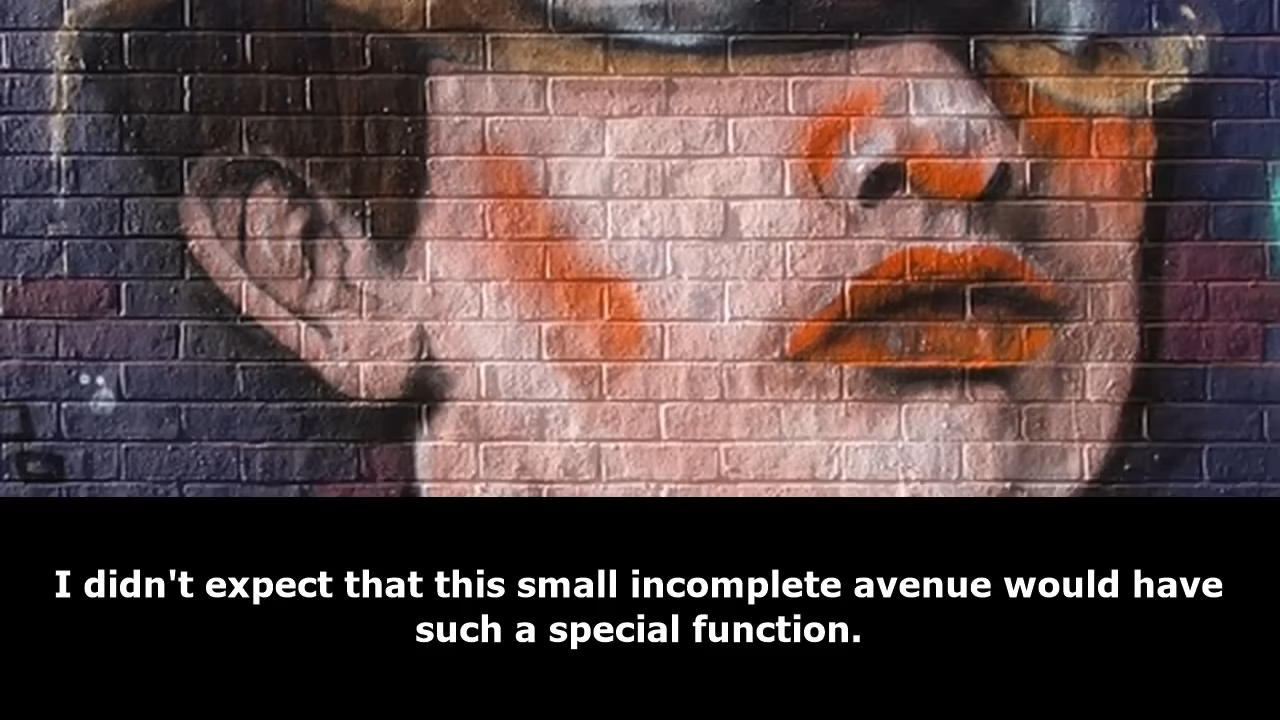 I didn't expect that this small incomplete avenue would have
such a special function.